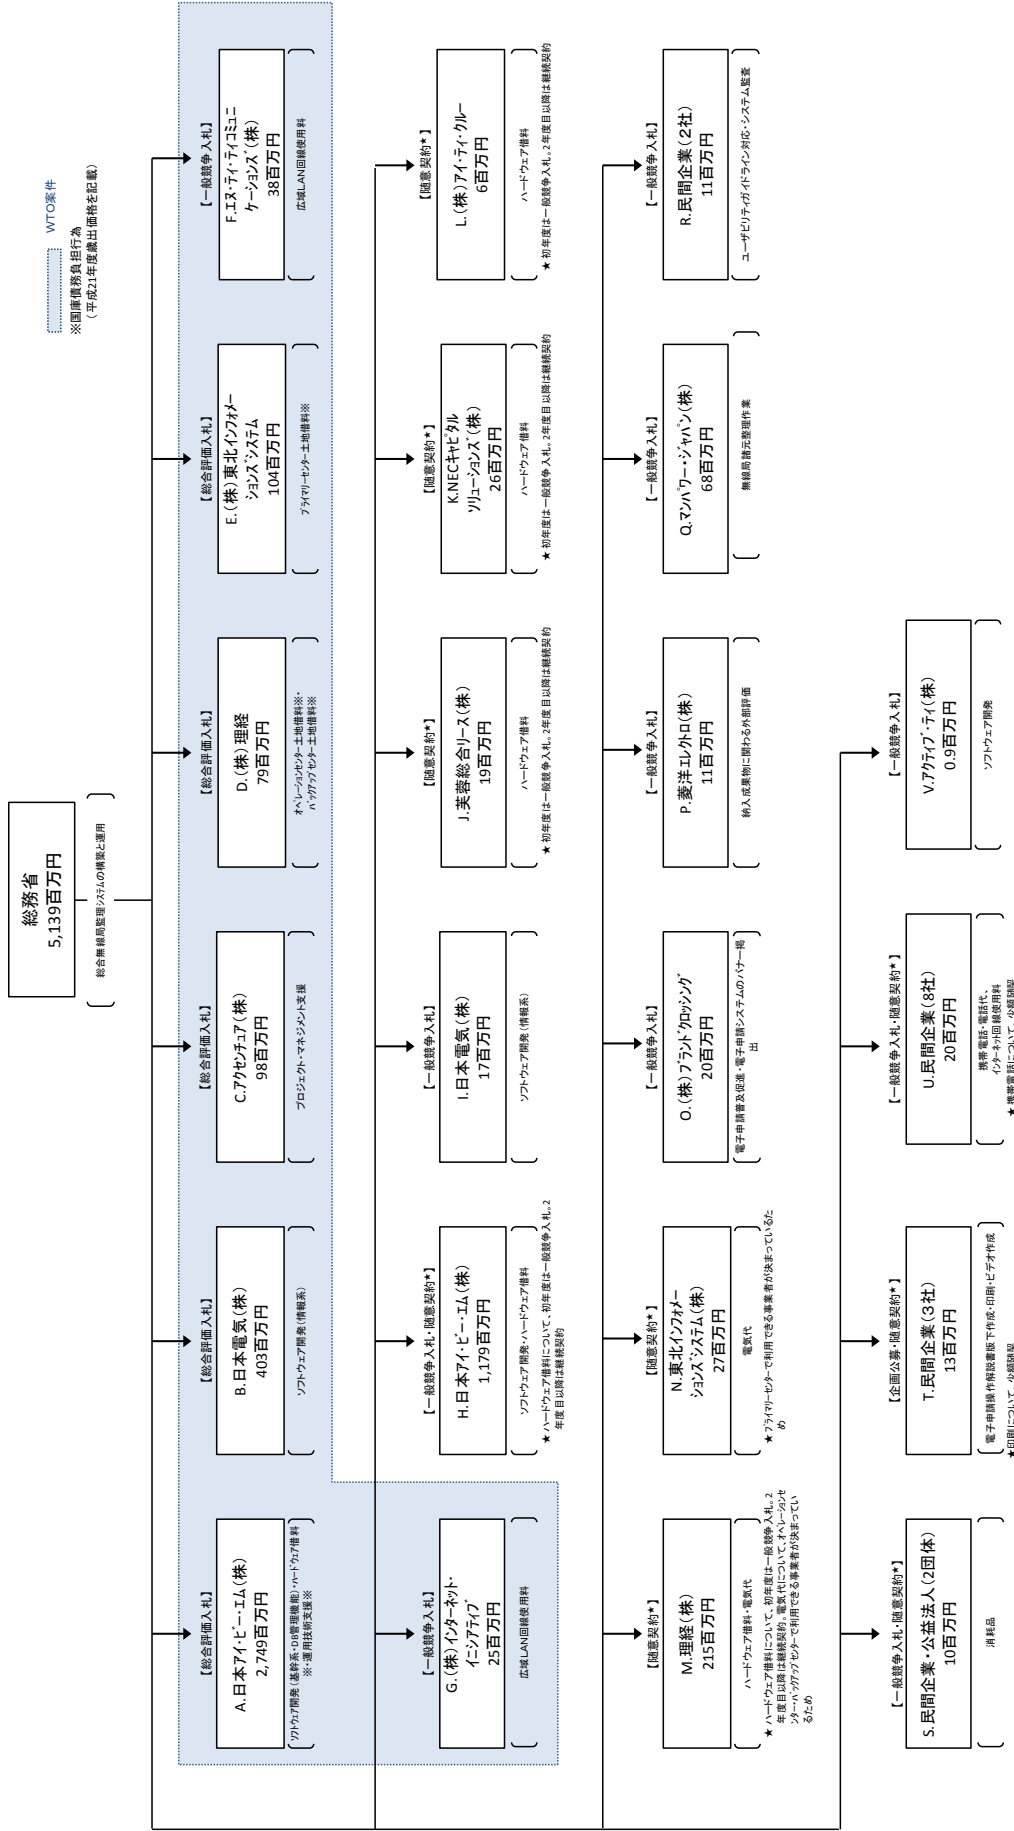 総務省
5,139百万円
総合無線局監理システムの構築と運用
WTO案件
※国庫債務負担行為
（平成21年度歳出価格を記載）
【総合評価入札】
A.日本アイ・ビー・エム(株)
2,749百万円
ソフトウェア開発(基幹系・DB管理機能)・ハードウェア借料
※・運用技術支援※
【総合評価入札】
B.日本電気(株)
403百万円
ソフトウェア開発(情報系)
【総合評価入札】
C.アクセンチュア(株)
98百万円
プロジェクト・マネジメント支援
【総合評価入札】
D.(株)理経
79百万円
オペレーションセンター土地借料※・
バックアップセンター土地借料※
【総合評価入札】
E.(株)東北インフォメー
ションズ・システム
104百万円
プライマリーセンター土地借料※
【一般競争入札】
F.エヌ・ティ・ティコミュニ
ケーションズ(株)
38百万円
広域LAN回線使用料
【一般競争入札】
G.(株)インターネット・
イニシアティブ
25百万円
広域LAN回線使用料
【一般競争入札・随意契約★】
H.日本アイ・ビー・エム(株)
1,179百万円
ソフトウェア開発・ハードウェア借料
★ハードウェア借料について、初年度は一般競争入札。2
年度目以降は継続契約
【一般競争入札】
I.日本電気(株)
17百万円
ソフトウェア開発(情報系)
【随意契約★】
J.芙蓉総合リース(株)
19百万円
ハードウェア借料
★初年度は一般競争入札。2年度目以降は継続契約
【随意契約★】
K.NECキャピタル
ソリューションズ(株)
26百万円
ハードウェア借料
★初年度は一般競争入札。2年度目以降は継続契約
【随意契約★】
L.(株)アイ・ティ・クルー
6百万円
ハードウェア借料
★初年度は一般競争入札。2年度目以降は継続契約
【随意契約★】
M.理経(株)
215百万円
ハードウェア借料・電気代
★ハードウェア借料について、初年度は一般競争入札。2
年度目以降は継続契約。電気代について、オペレーションセ
ンター・バックアップセンターで利用できる事業者が決まってい
るため
【随意契約★】
N.東北インフォメー
ションズ・システム(株)
27百万円
電気代
★プライマリーセンターで利用できる事業者が決まっているた
め
【一般競争入札】
O.(株)ブランドクロッシング
20百万円
電子申請普及促進・電子申請システムのバナー掲
出
【一般競争入札】
P.菱洋エレクトロ(株)
11百万円
納入成果物に関わる外部評価
【一般競争入札】
Q.マンパワー・ジャパン(株)
68百万円
無線局諸元整理作業
【一般競争入札】
R.民間企業(2社)
11百万円
ユーザビリティガイドライン対応・システム監査
【一般競争入札・随意契約★】
S.民間企業・公益法人(2団体)
10百万円
消耗品
【企画公募・随意契約★】
T.民間企業(3社)
13百万円
電子申請操作解説書版下作成・印刷・ビデオ作成
★印刷について、少額随契
【一般競争入札・随意契約★】
U.民間企業(8社)
20百万円
携帯電話・電話代、
インターネット回線使用料
★携帯電話について、少額随契
【一般競争入札】
V.アクティブ・ティ(株)
0.9百万円
ソフトウェア開発